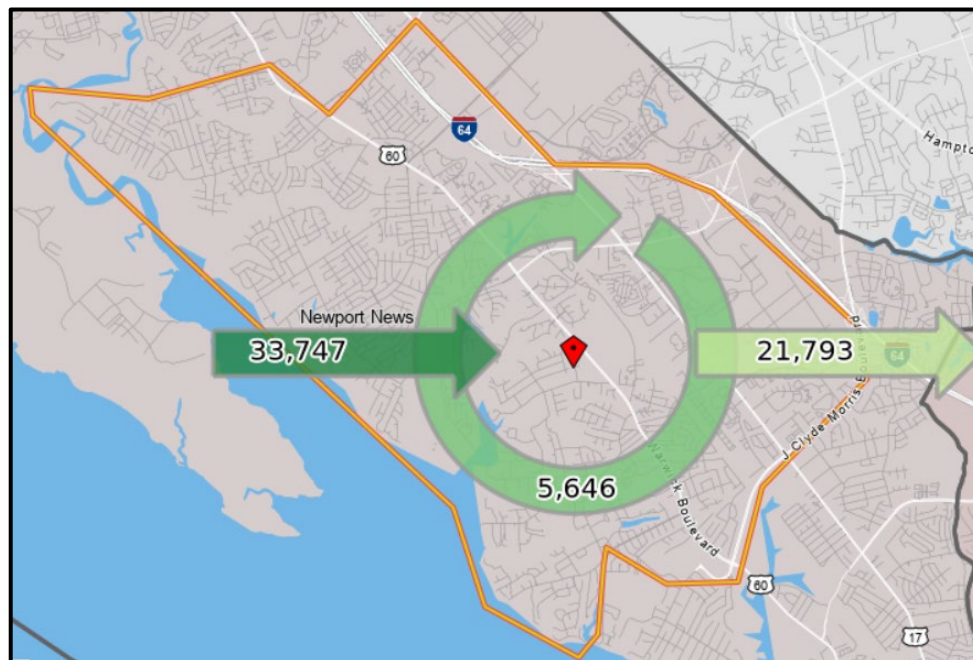 64
60
Hampto
Newport News
33,747
21,793
64
J Clyde Morris B
5,646
Warwick Boulevard
60
17